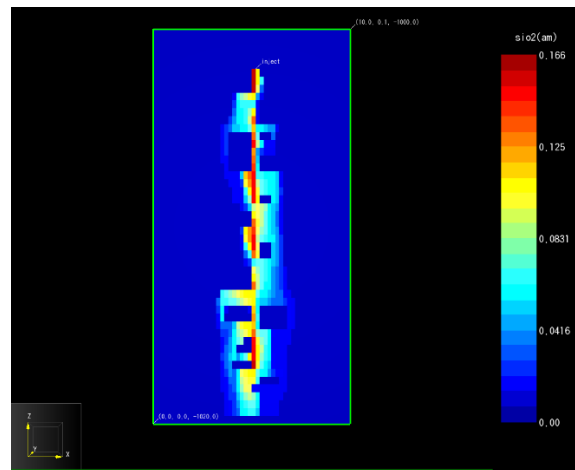 (10.0, 0.1, -1000.0)
sio2(am)
inject
0.166
0.125
0.0831
0.0416
0.00
(0.0, 0.0, -1020.0)
Z
Y
X